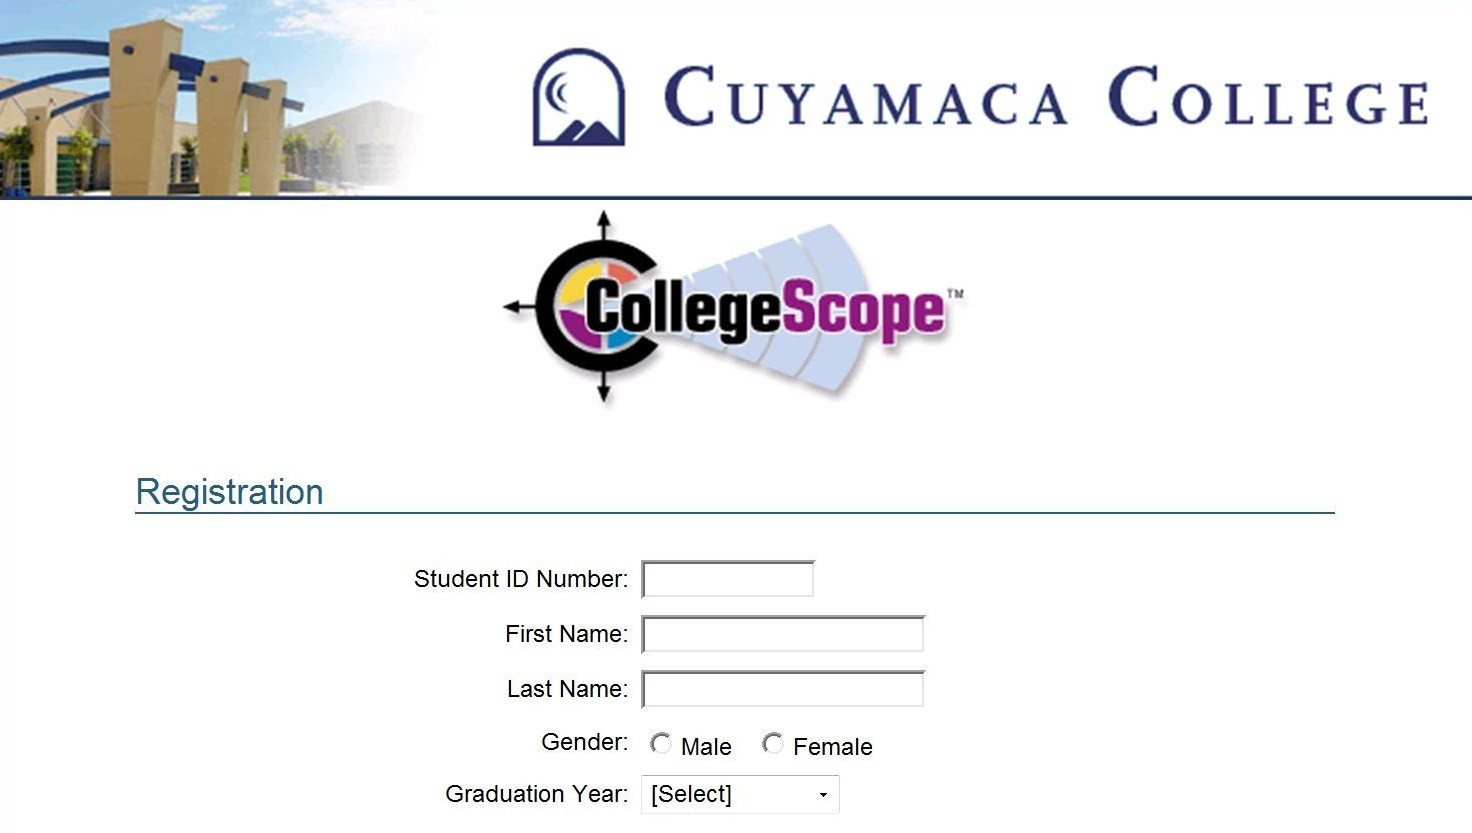 CUYAMACA COLLEGE
CollegeScope™
Registration
Student ID Number:
First Name:
Last Name:
Gender: Male Female
Graduation Year: [Select]